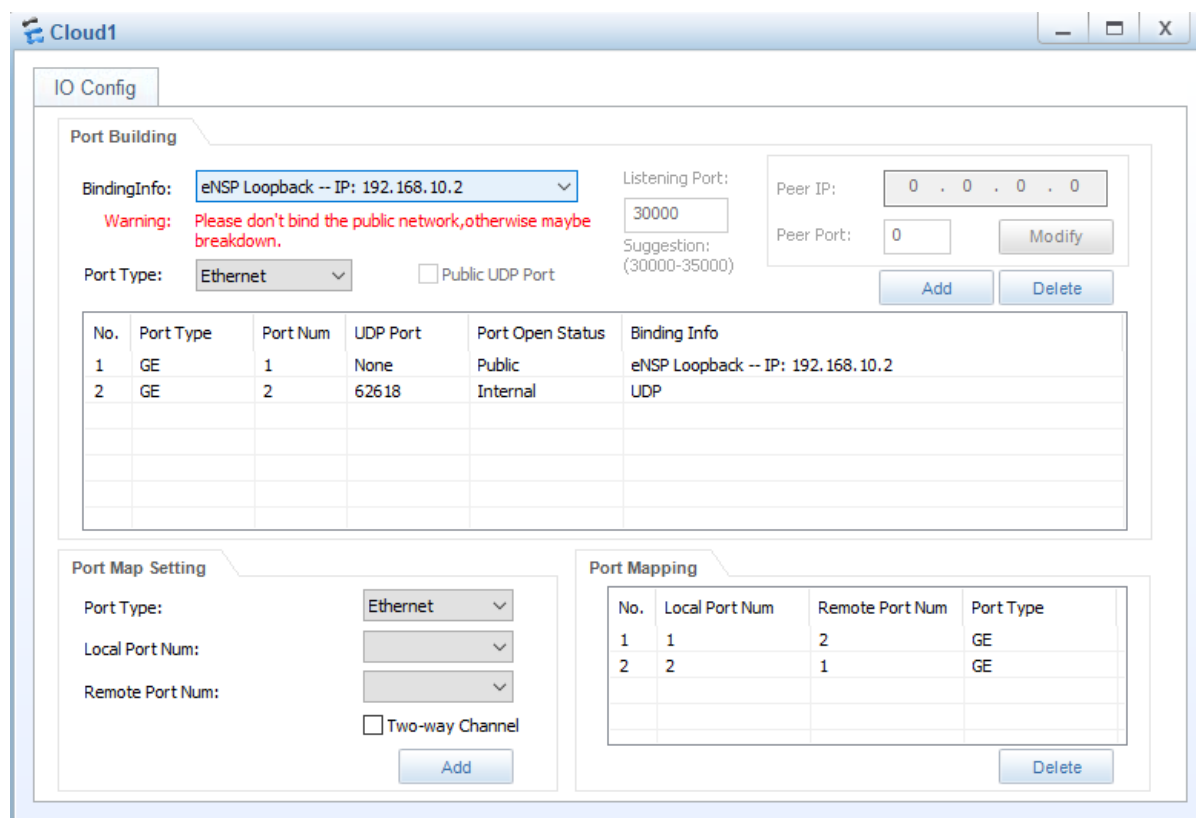 Cloud1
X
IO Config
Port Building
BindingInfo: eNSP Loopback -- IP: 192.168.10.2
Warning: Please don't bind the public network,otherwise maybe
breakdown.
Port Type: Ethernet
Public UDP Port
Listening Port:
30000
Suggestion:
(30000-35000)
Peer IP: 0 . 0 . 0 . 0
Peer Port: 0 Modify
Add Delete
No. Port Type Port Num UDP Port Port Open Status Binding Info
1 GE 1 None Public eNSP Loopback -- IP: 192.168.10.2
2 GE 2 62618 Internal UDP
Port Map Setting
Port Type: Ethernet
Local Port Num:
Remote Port Num:
Two-way Channel
Add
Port Mapping
No. Local Port Num Remote Port Num Port Type
1 1 2 GE
2 2 1 GE
Delete